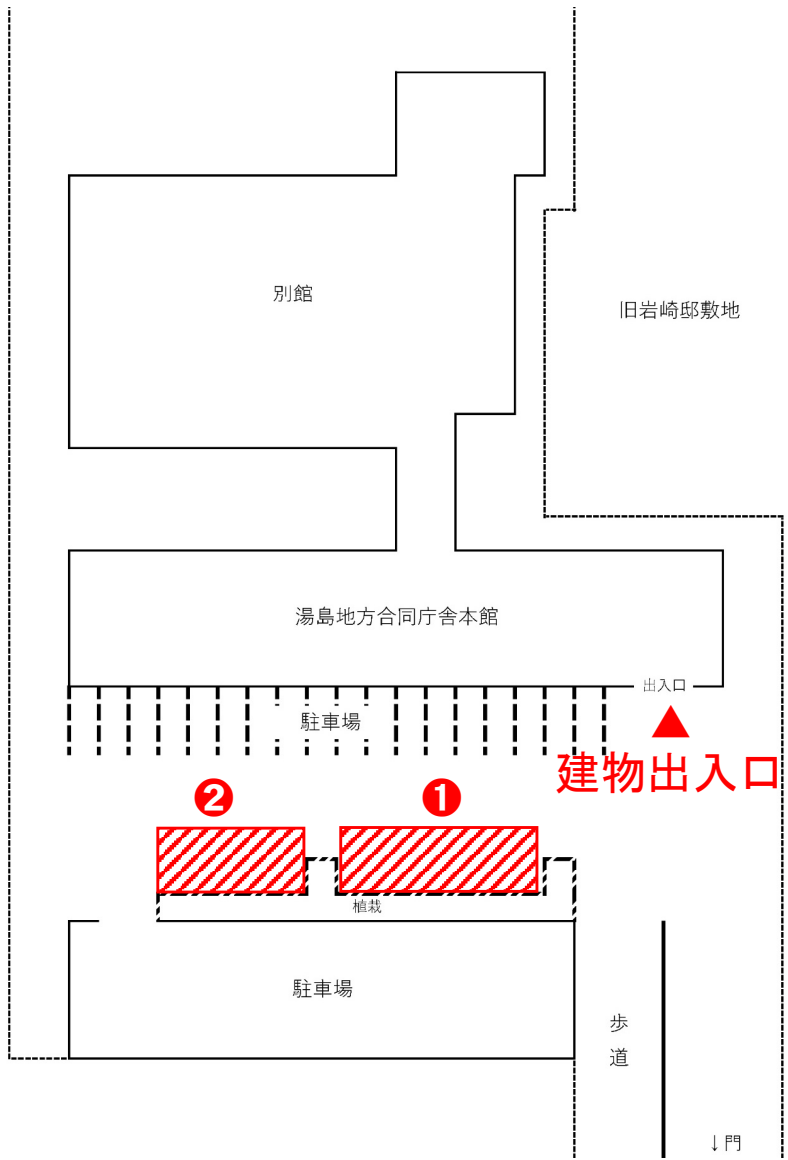 別館
旧岩崎邸敷地
湯島地方合同庁舎本館
出入口
駐車場
建物出入口
❷
❶
植栽
駐車場
歩道
↓門